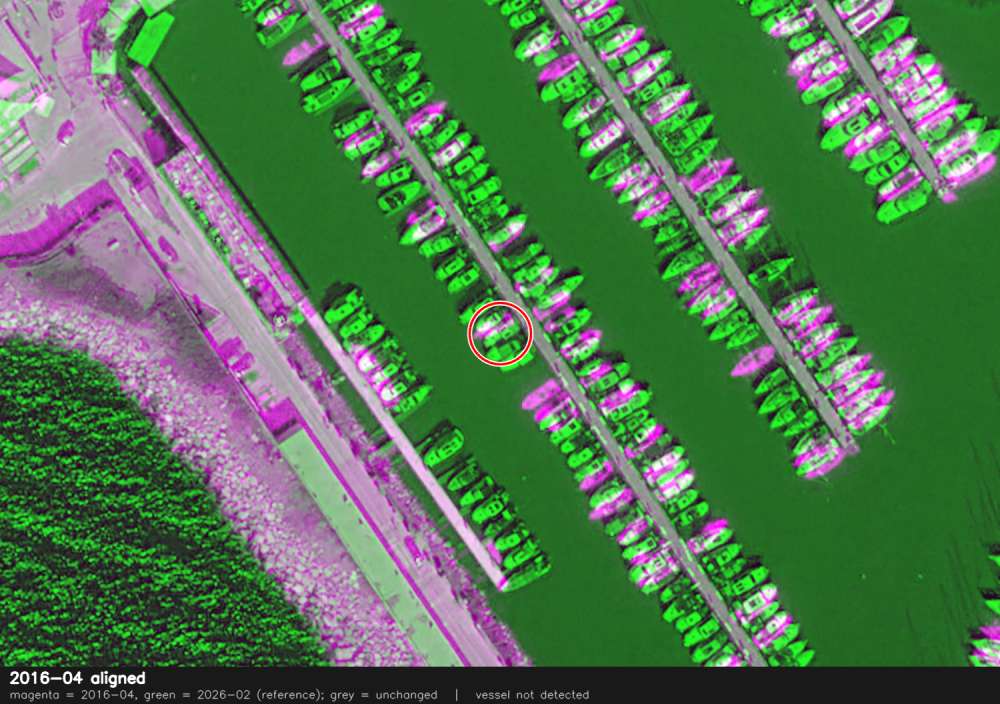 2016-04 aligned
magenta = 2016-04, green = 2026-02 (reference); grey = unchanged | vessel not detected